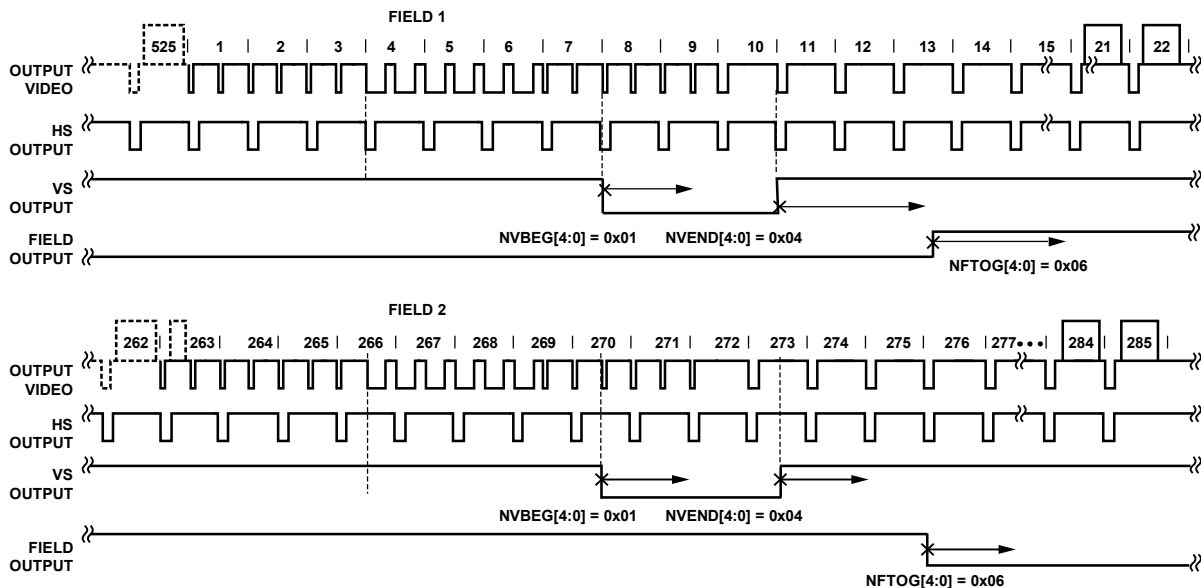 FIELD 1
525 1 2 3 4 5 6 7 8 9 10 11 12 13 14 15 21 22
OUTPUT
VIDEO
HS
OUTPUT
VS
OUTPUT
NVBEG[4:0] = 0x01 NVEND[4:0] = 0x04
FIELD
OUTPUT
NFTOG[4:0] = 0x06
FIELD 2
262 263 264 265 266 267 268 269 270 271 272 273 274 275 276 277 284 285
OUTPUT
VIDEO
HS
OUTPUT
VS
OUTPUT
NVBEG[4:0] = 0x01 NVEND[4:0] = 0x04
FIELD
OUTPUT
NFTOG[4:0] = 0x06